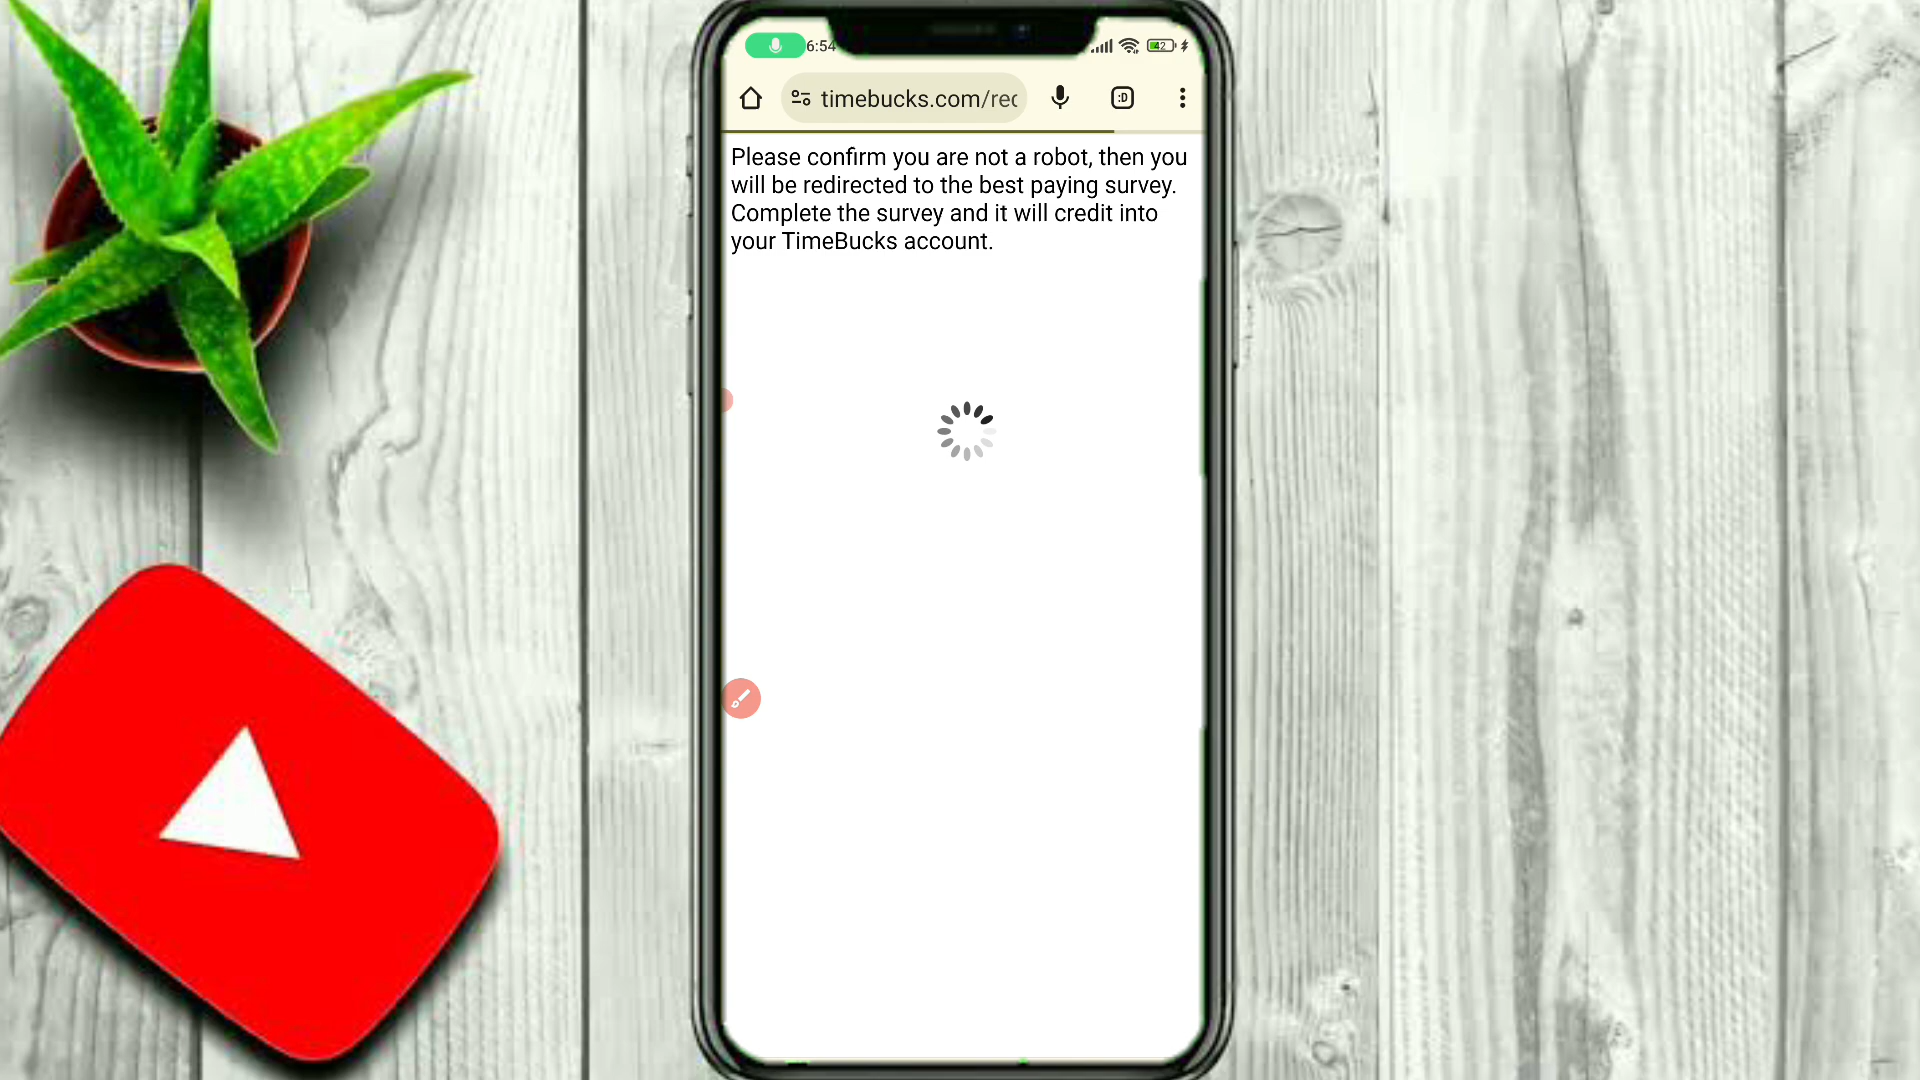 6:54
42
timebucks.com/rec
:D
Please confirm you are not a robot, then you
will be redirected to the best paying survey.
Complete the survey and it will credit into
your TimeBucks account.